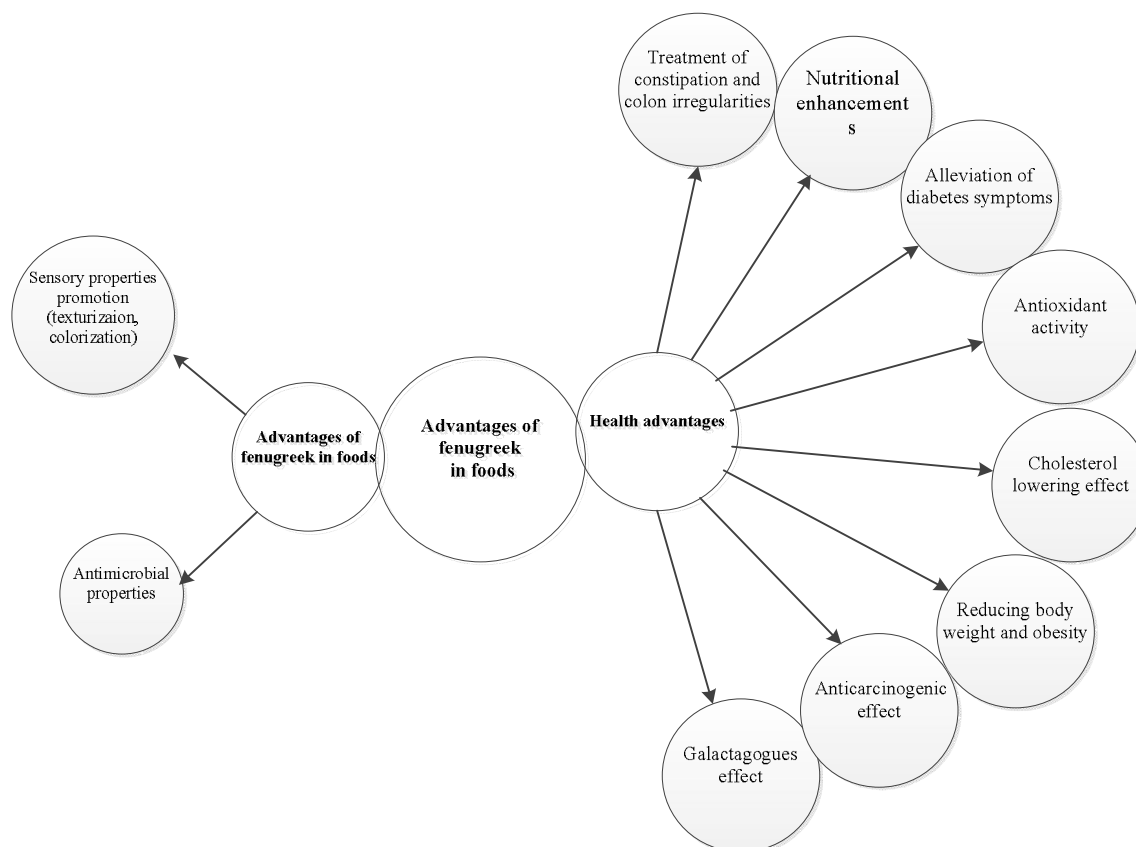 Treatment of
constipation and
colon irregularities
Nutritional
enhancement
s
Alleviation of
diabetes symptoms
Antioxidant
activity
Cholesterol
lowering effect
Reducing body
weight and obesity
Anticarcinogenic
effect
Galactagogues
effect
Health advantages
Advantages of
fenugreek
in foods
Advantages of
fenugreek in foods
Sensory properties
promotion
(texturizaion,
colorization)
Antimicrobial
properties